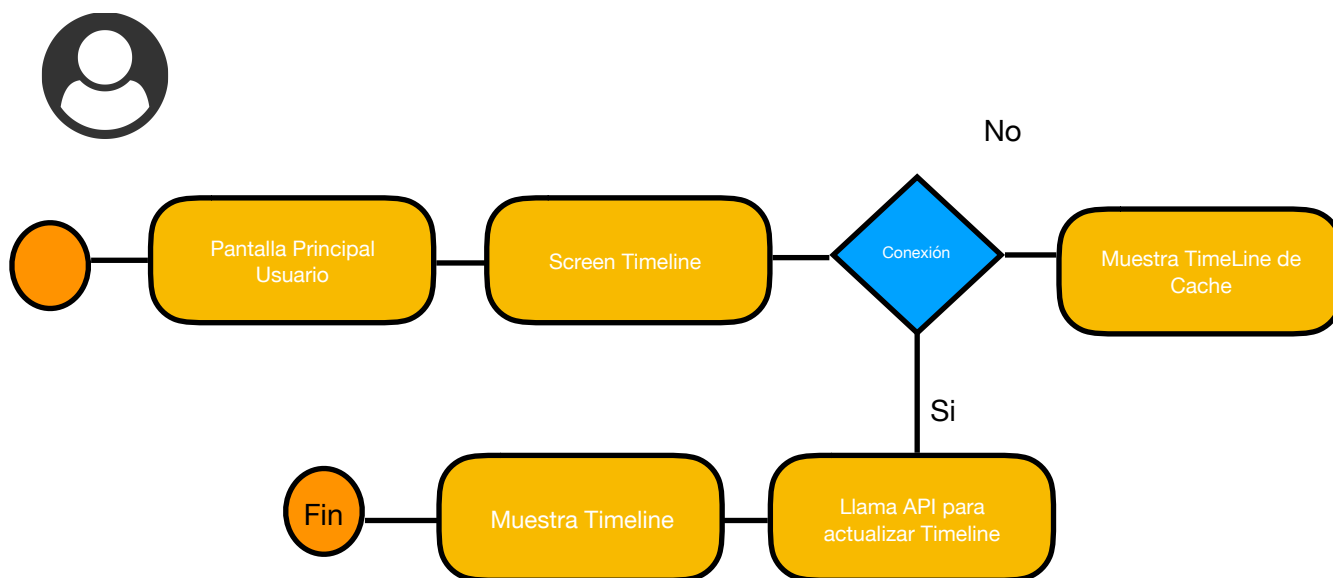 No
Pantalla Principal
Usuario
Screen Timeline
Conexión
Muestra TimeLine de
Cache
Si
Fin
Muestra Timeline
Llama API para
actualizar Timeline